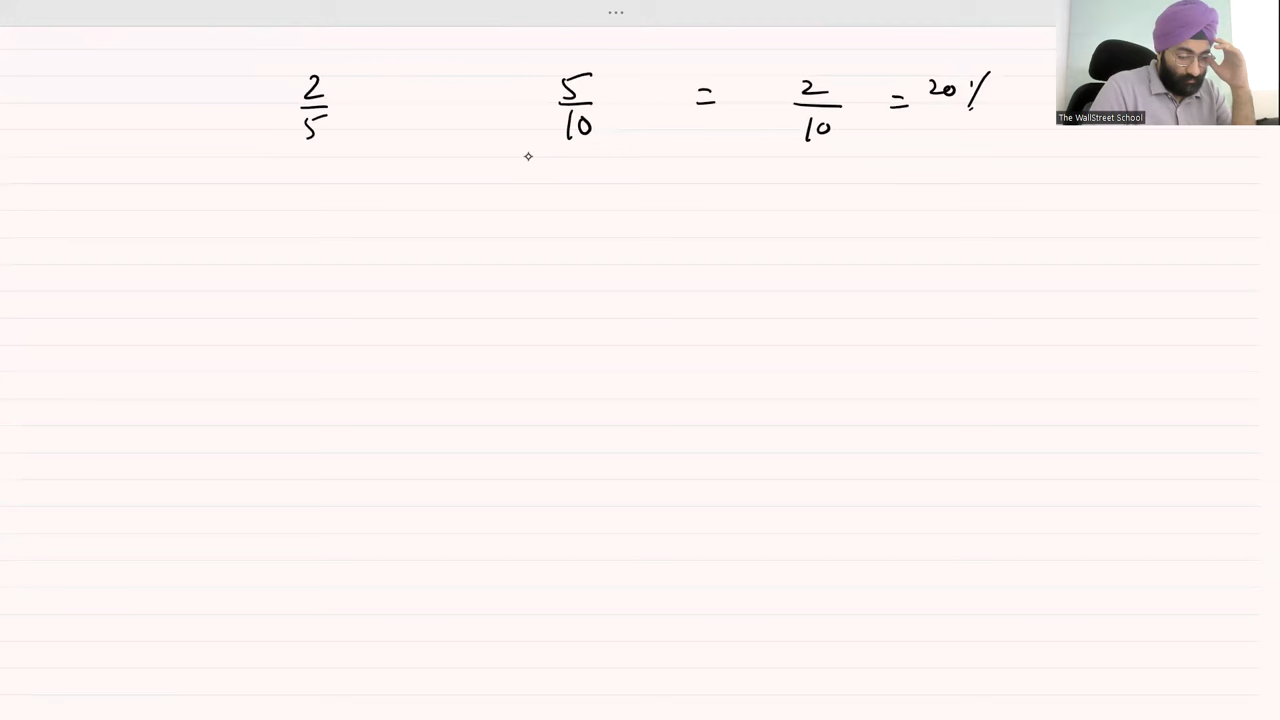 2/5 5/10 = 2/10 = 20%
The WallStreet School